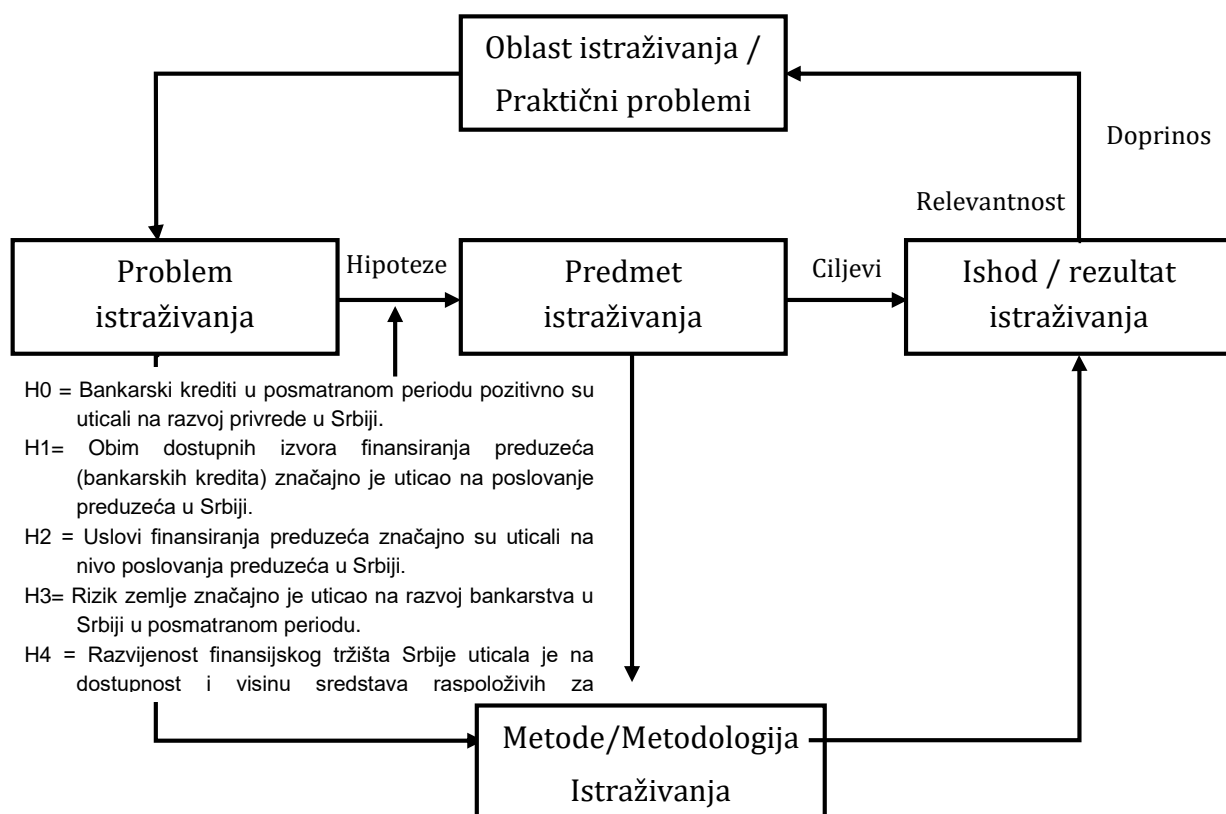 Oblast istraživanja /
Praktični problemi
Doprinos
Relevantnost
Problem
istraživanja
Hipoteze
Predmet
istraživanja
Ciljevi
Ishod / rezultat
istraživanja
H0 = Bankarski krediti u posmatranom periodu pozitivno su
uticali na razvoj privrede u Srbiji.
H1= Obim dostupnih izvora finansiranja preduzeća
(bankarskih kredita) značajno je uticao na poslovanje
preduzeća u Srbiji.
H2 = Uslovi finansiranja preduzeća značajno su uticali na
nivo poslovanja preduzeća u Srbiji.
H3= Rizik zemlje značajno je uticao na razvoj bankarstva u
Srbiji u posmatranom periodu.
H4 = Razvijenost finansijskog tržišta Srbije uticala je na
dostupnost i visinu sredstava raspoloživih za
Metode/Metodologija
Istraživanja